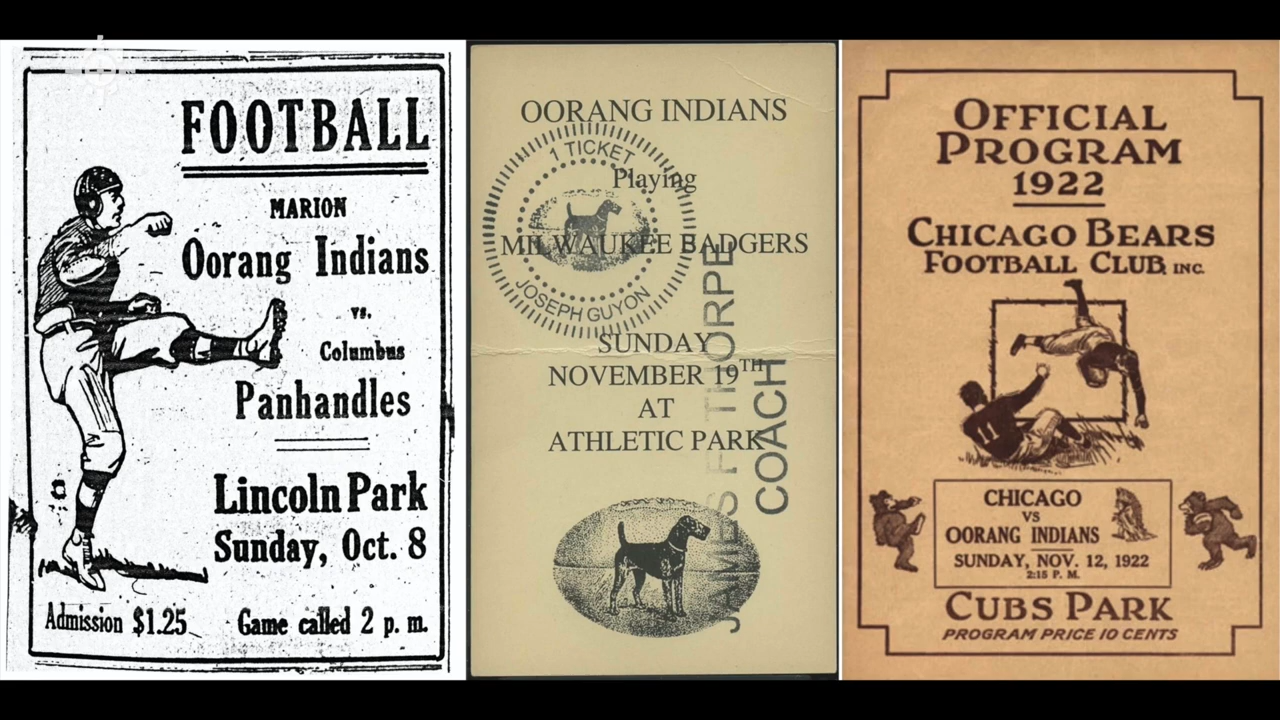 FOOTBALL
MARION
Oorang Indians
vs.
Columbus
Panhandles
Lincoln Park
Sunday, Oct. 8
Admission $1.25
Game called 2 p. m.
OORANG INDIANS
1 TICKET
Playing
MILWAUKEE BADGERS
JOSEPH GUYON
SUNDAY
NOVEMBER 19TH
AT
ATHLETIC PARK
JAMES F THORPE
COACH
OFFICIAL
PROGRAM
1922
CHICAGO BEARS
FOOTBALL CLUB, INC.
11
CHICAGO
VS
OORANG INDIANS
SUNDAY, NOV. 12, 1922
2:15 P. M.
CUBS PARK
PROGRAM PRICE 10 CENTS